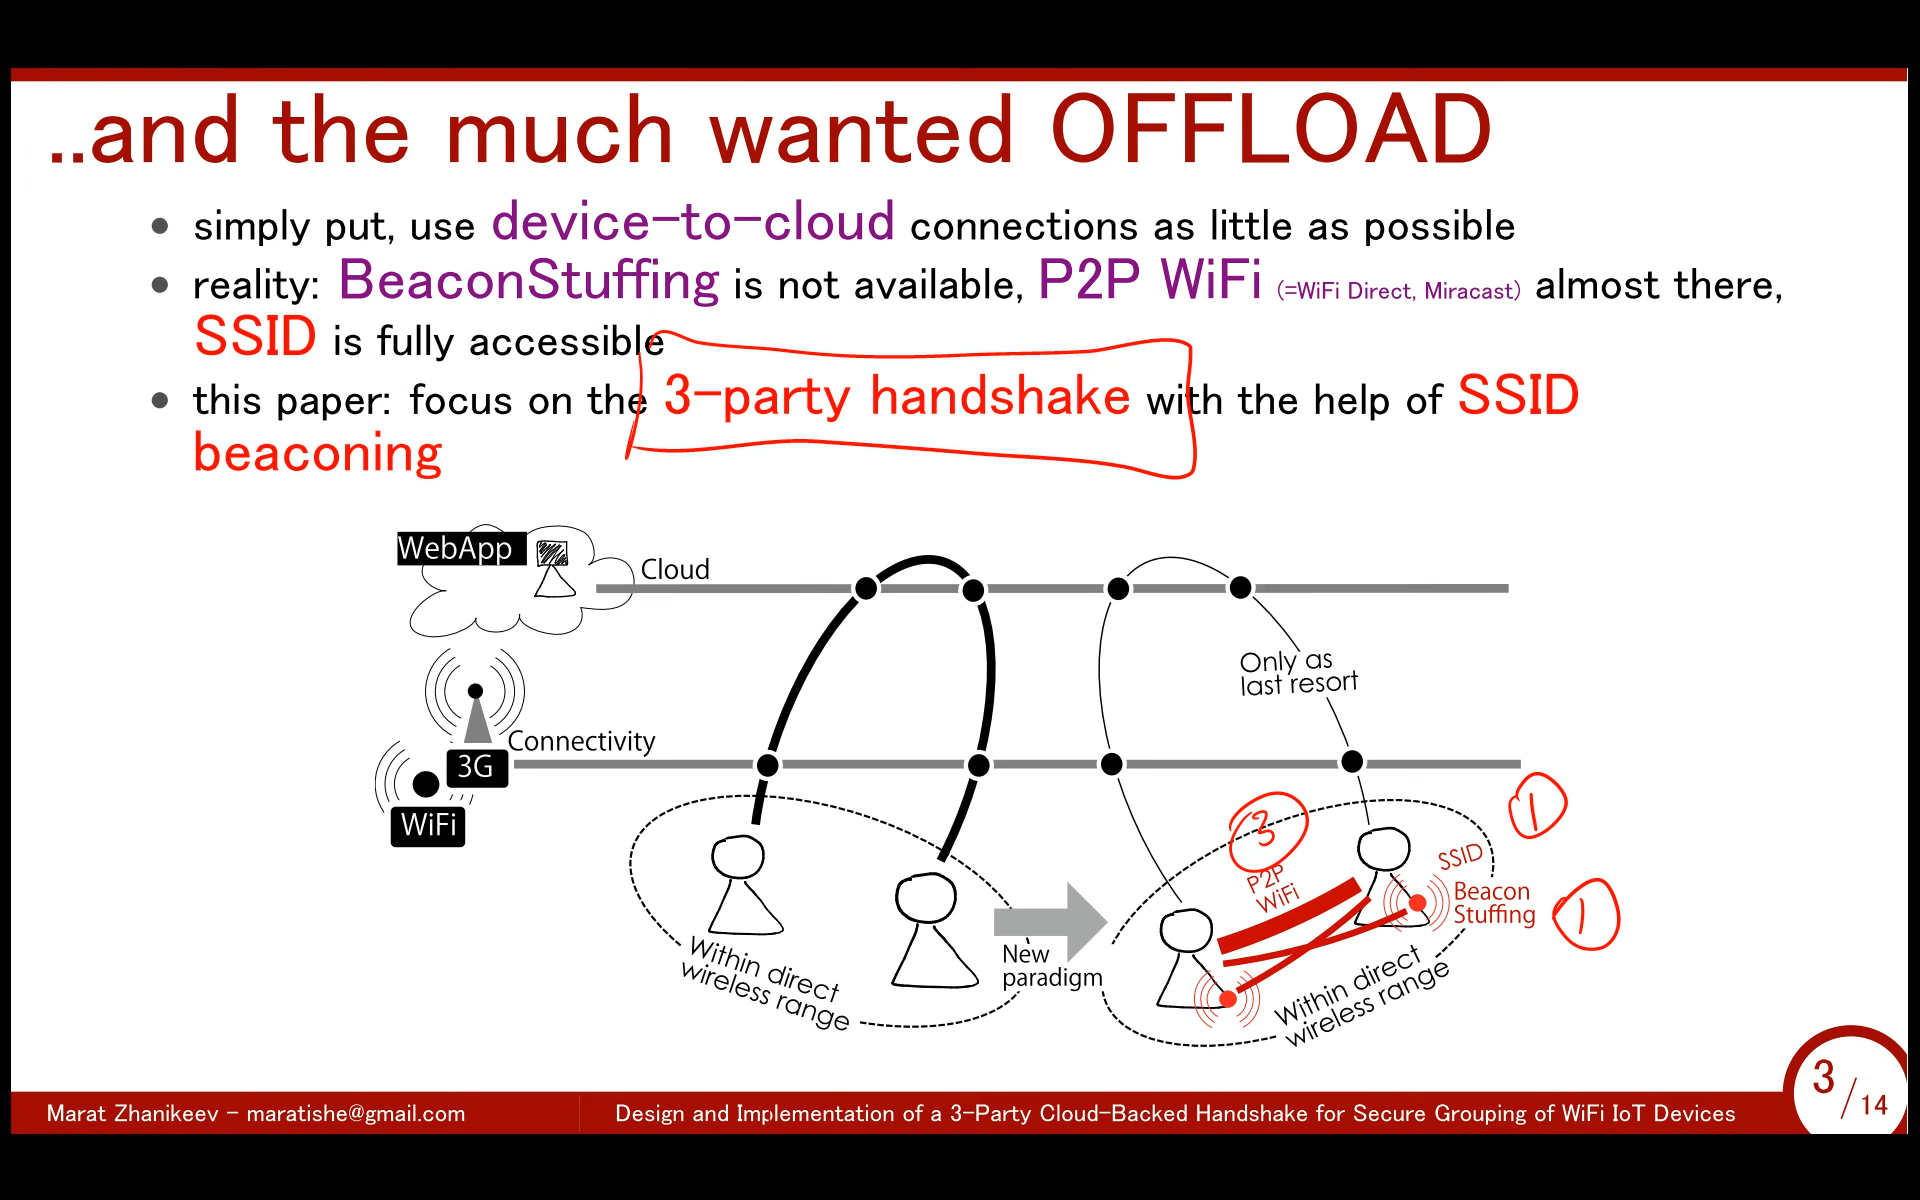 ..and the much wanted OFFLOAD
• simply put, use device-to-cloud connections as little as possible
• reality: BeaconStuffing is not available, P2P WiFi (=WiFi Direct, Miracast) almost there,
SSID is fully accessible
• this paper: focus on the 3-party handshake with the help of SSID
beaconing
WebApp
Cloud
Only as
last resort
Connectivity
3G
WiFi
1
3
P2P
WiFi
SSID
Beacon
Stuffing
1
Within direct
wireless range
New
paradigm
Within direct
wireless range
3/14
Marat Zhanikeev - maratishe@gmail.com
Design and Implementation of a 3-Party Cloud-Backed Handshake for Secure Grouping of WiFi IoT Devices